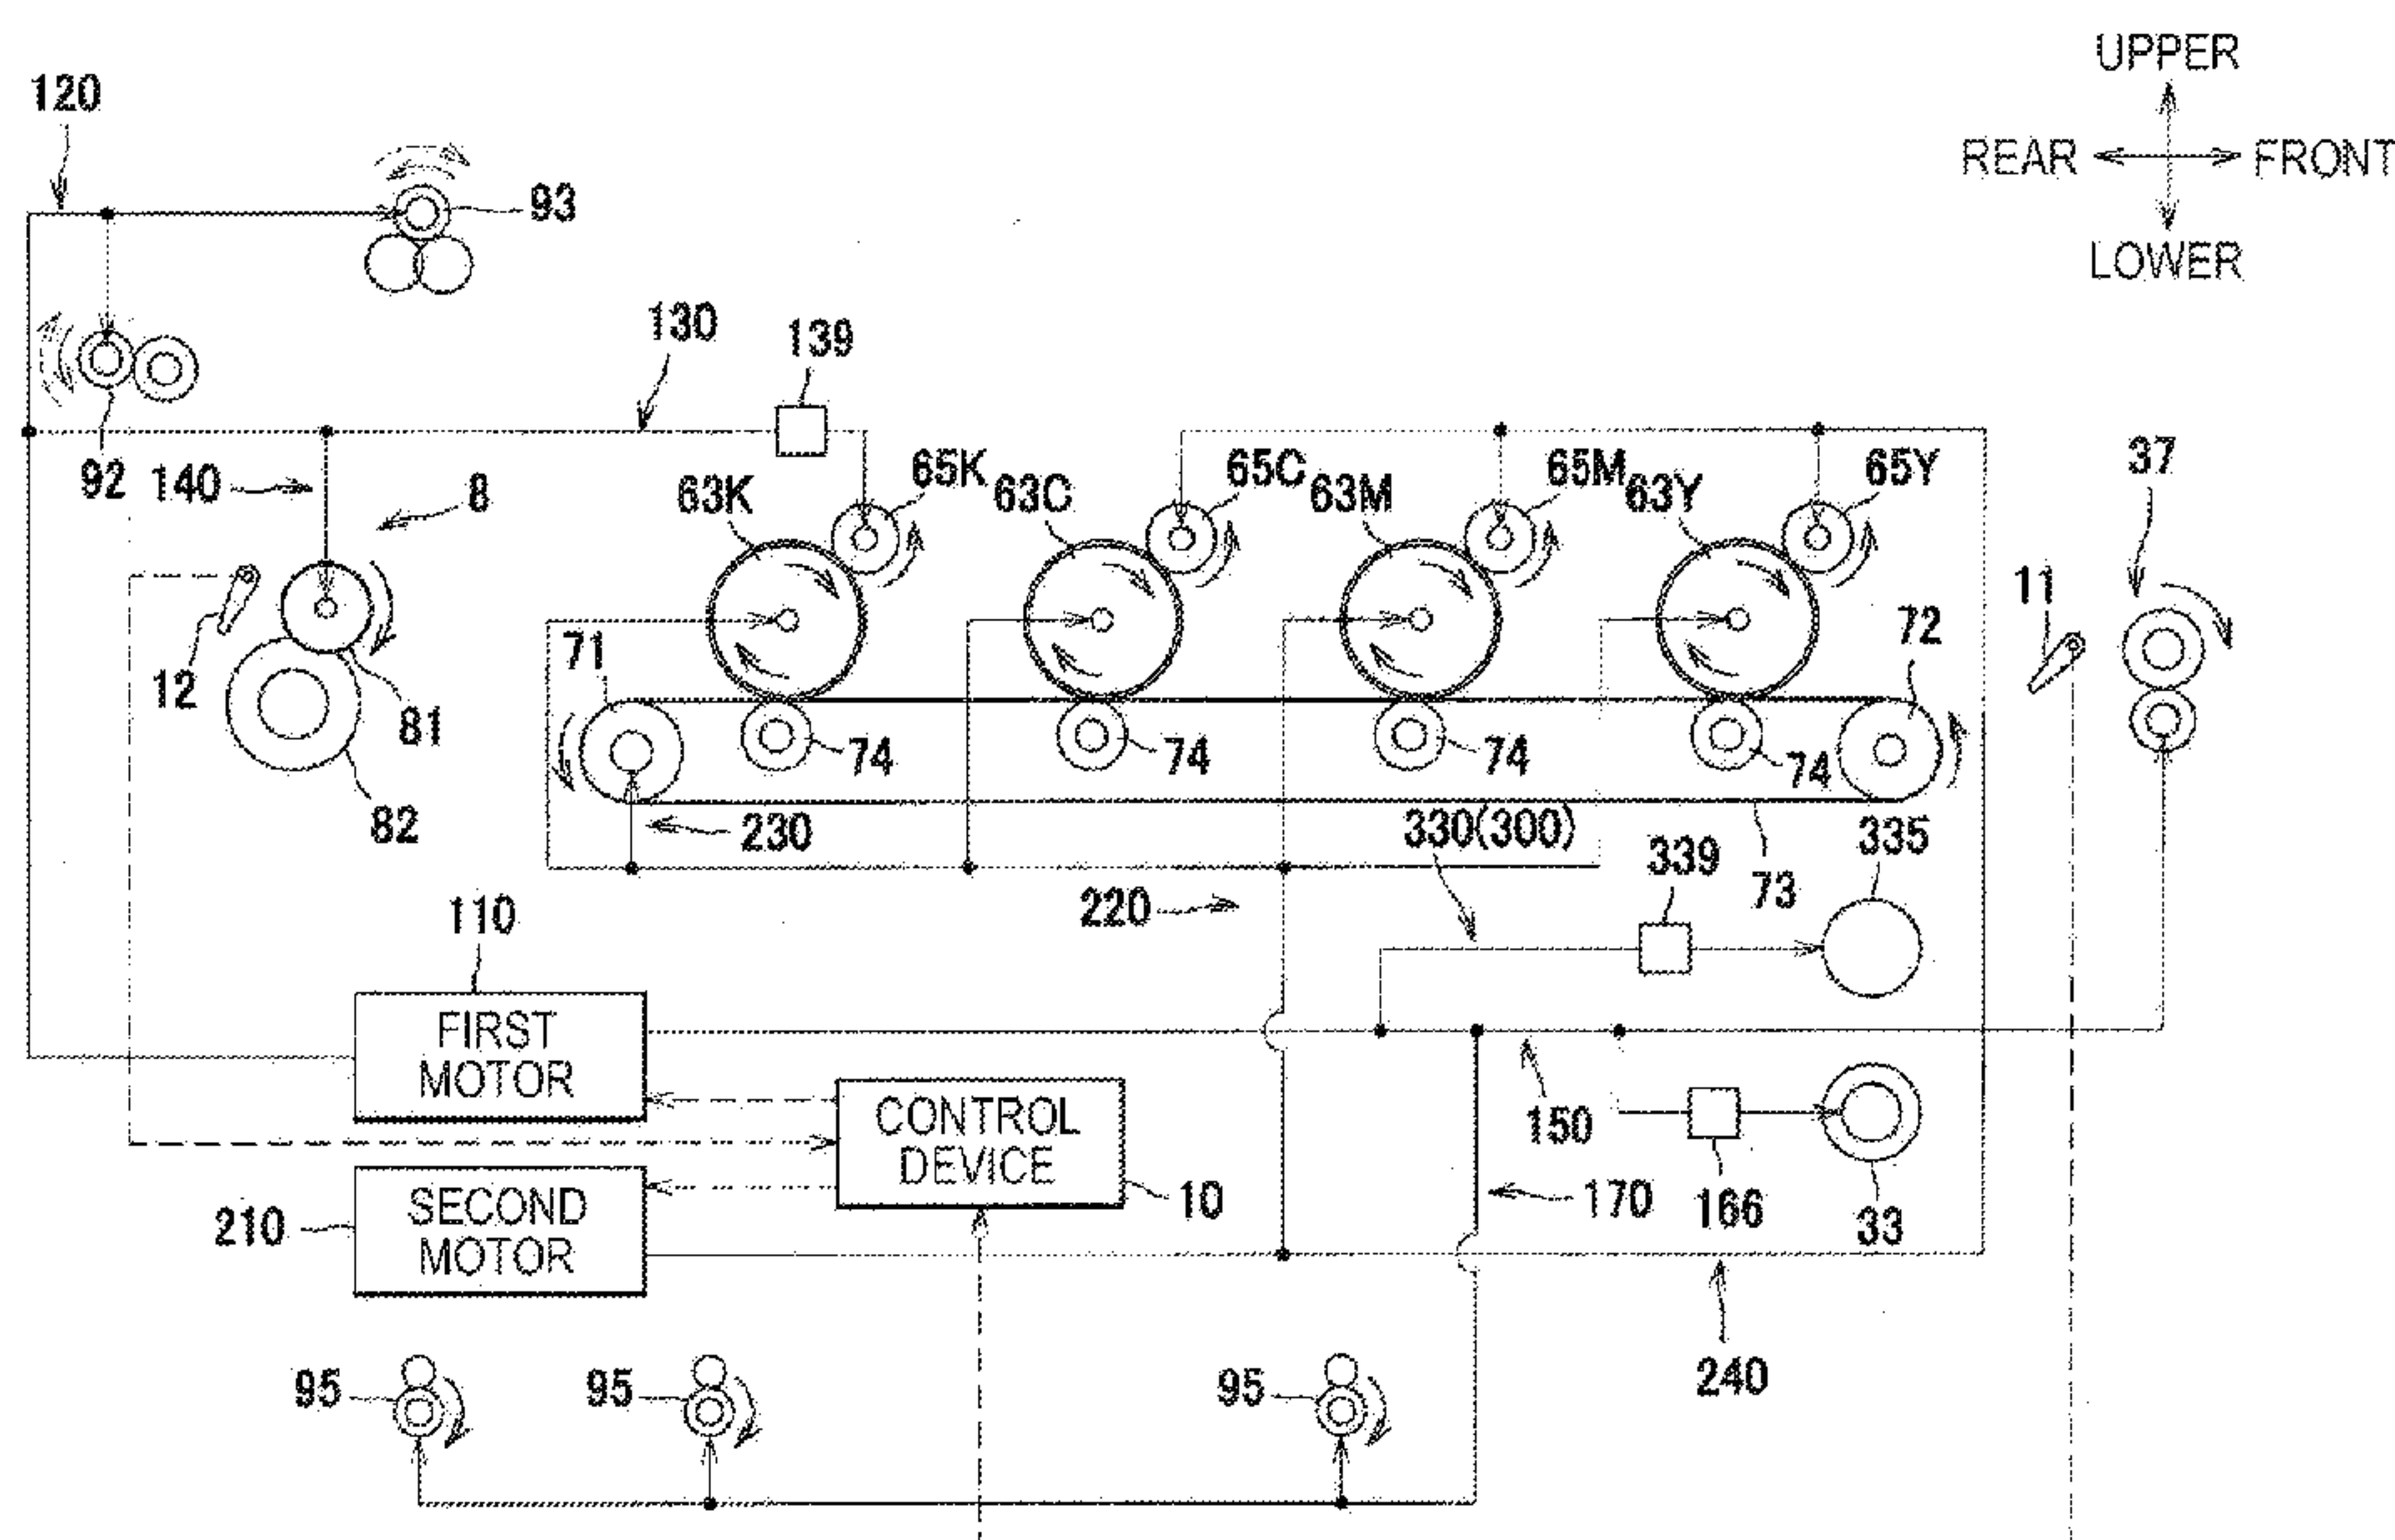 UPPER
120
REAR FRONT
93
LOWER
130 139
92 140 8 63K 65K 63C 65C 63M 65M 63Y 65Y 37
11
71 72
12
81 74 74 74 74
82 230 330(300) 335
339
73
110 220
FIRST
MOTOR
CONTROL
DEVICE
150
10 170 166 33
SECOND
MOTOR
210
240
95 95 95